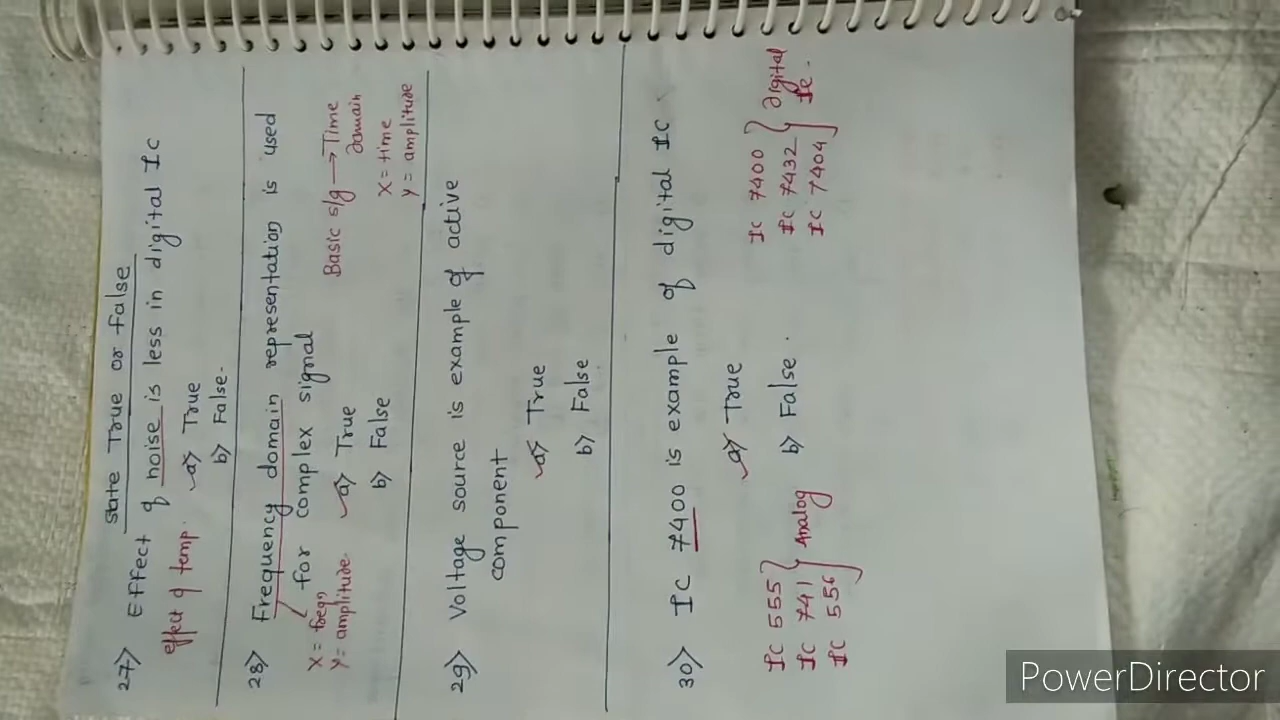 State True or False
27) Effect of noise is less in digital Ic
effect of temp.
a) True
b) False.
28) Frequency domain representation is used
for complex signal
Basic s/g → Time domain
x = time
y = amplitude
x = freqn
y = amplitude
a) True
b) False
29) Voltage source is example of active
component
a) True
b) False
30) Ic 7400 is example of digital Ic
a) True
b) False.
Ic 555
Ic 741
Ic 556
} Analog
Ic 7400
Ic 7432
Ic 7404
} digital
Ic.
PowerDirector